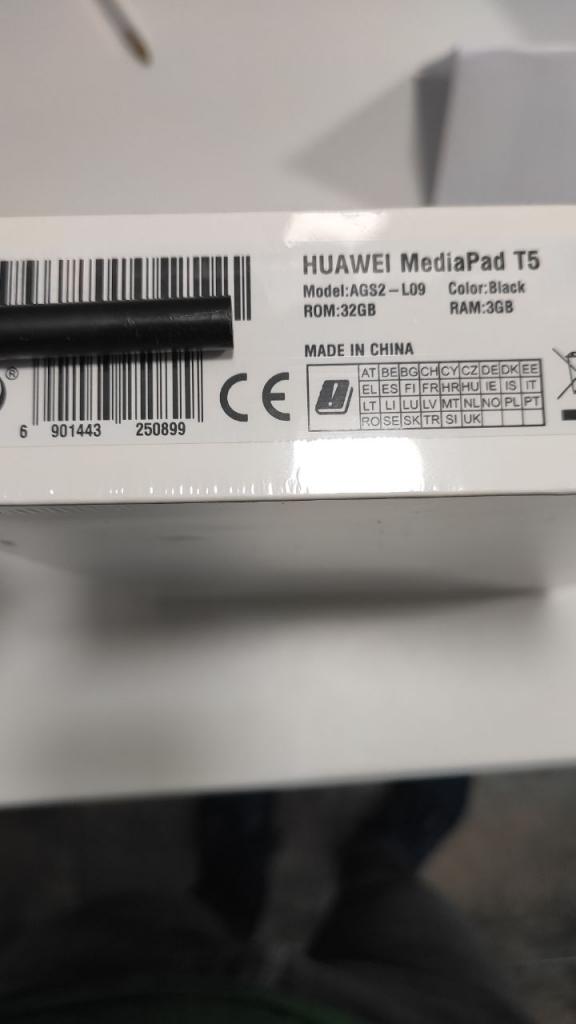 HUAWEI MediaPad T5
Model:AGS2-L09 Color:Black
ROM:32GB RAM:3GB
MADE IN CHINA
AT BE BG CH CY CZ DE DK EE
EL ES FI FR HR HU IE IS IT
LT LI LU LV MT NL NO PL PT
RO SE SK TR SI UK
®
CE
6 901443 250899